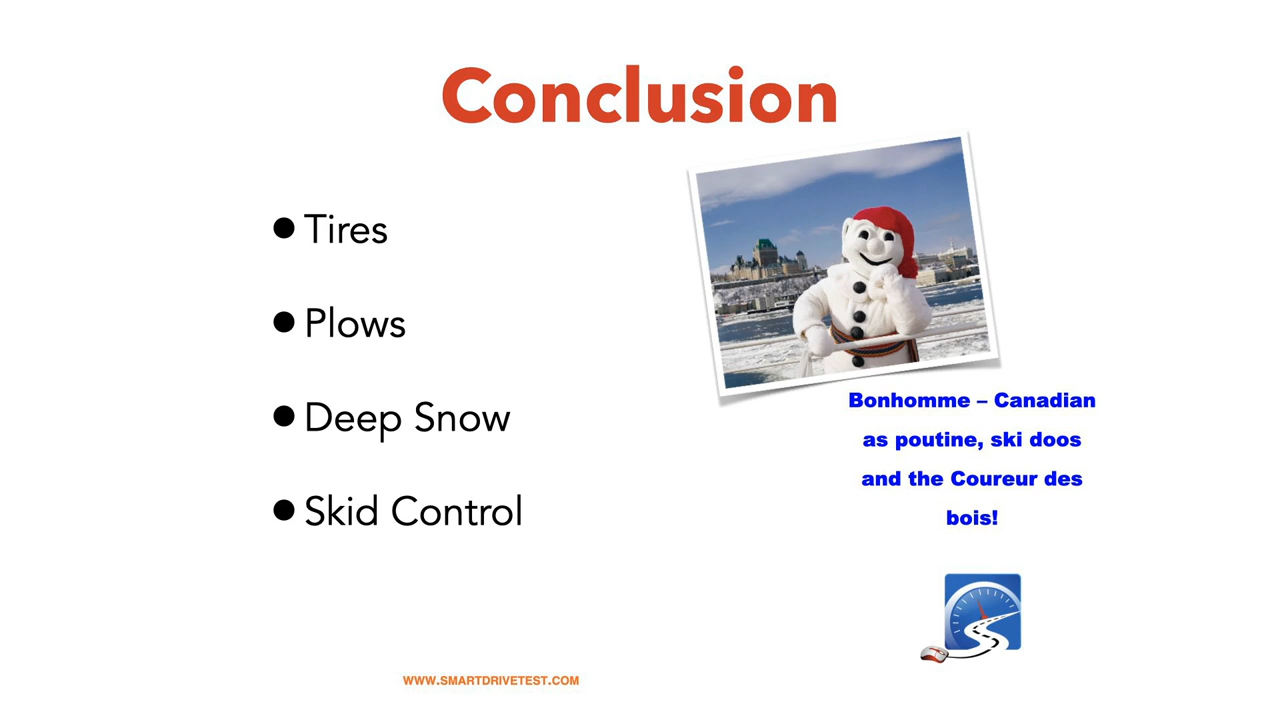 Conclusion
Tires
Plows
Deep Snow
Skid Control
Bonhomme – Canadian
as poutine, ski doos
and the Coureur des
bois!
WWW.SMARTDRIVETEST.COM